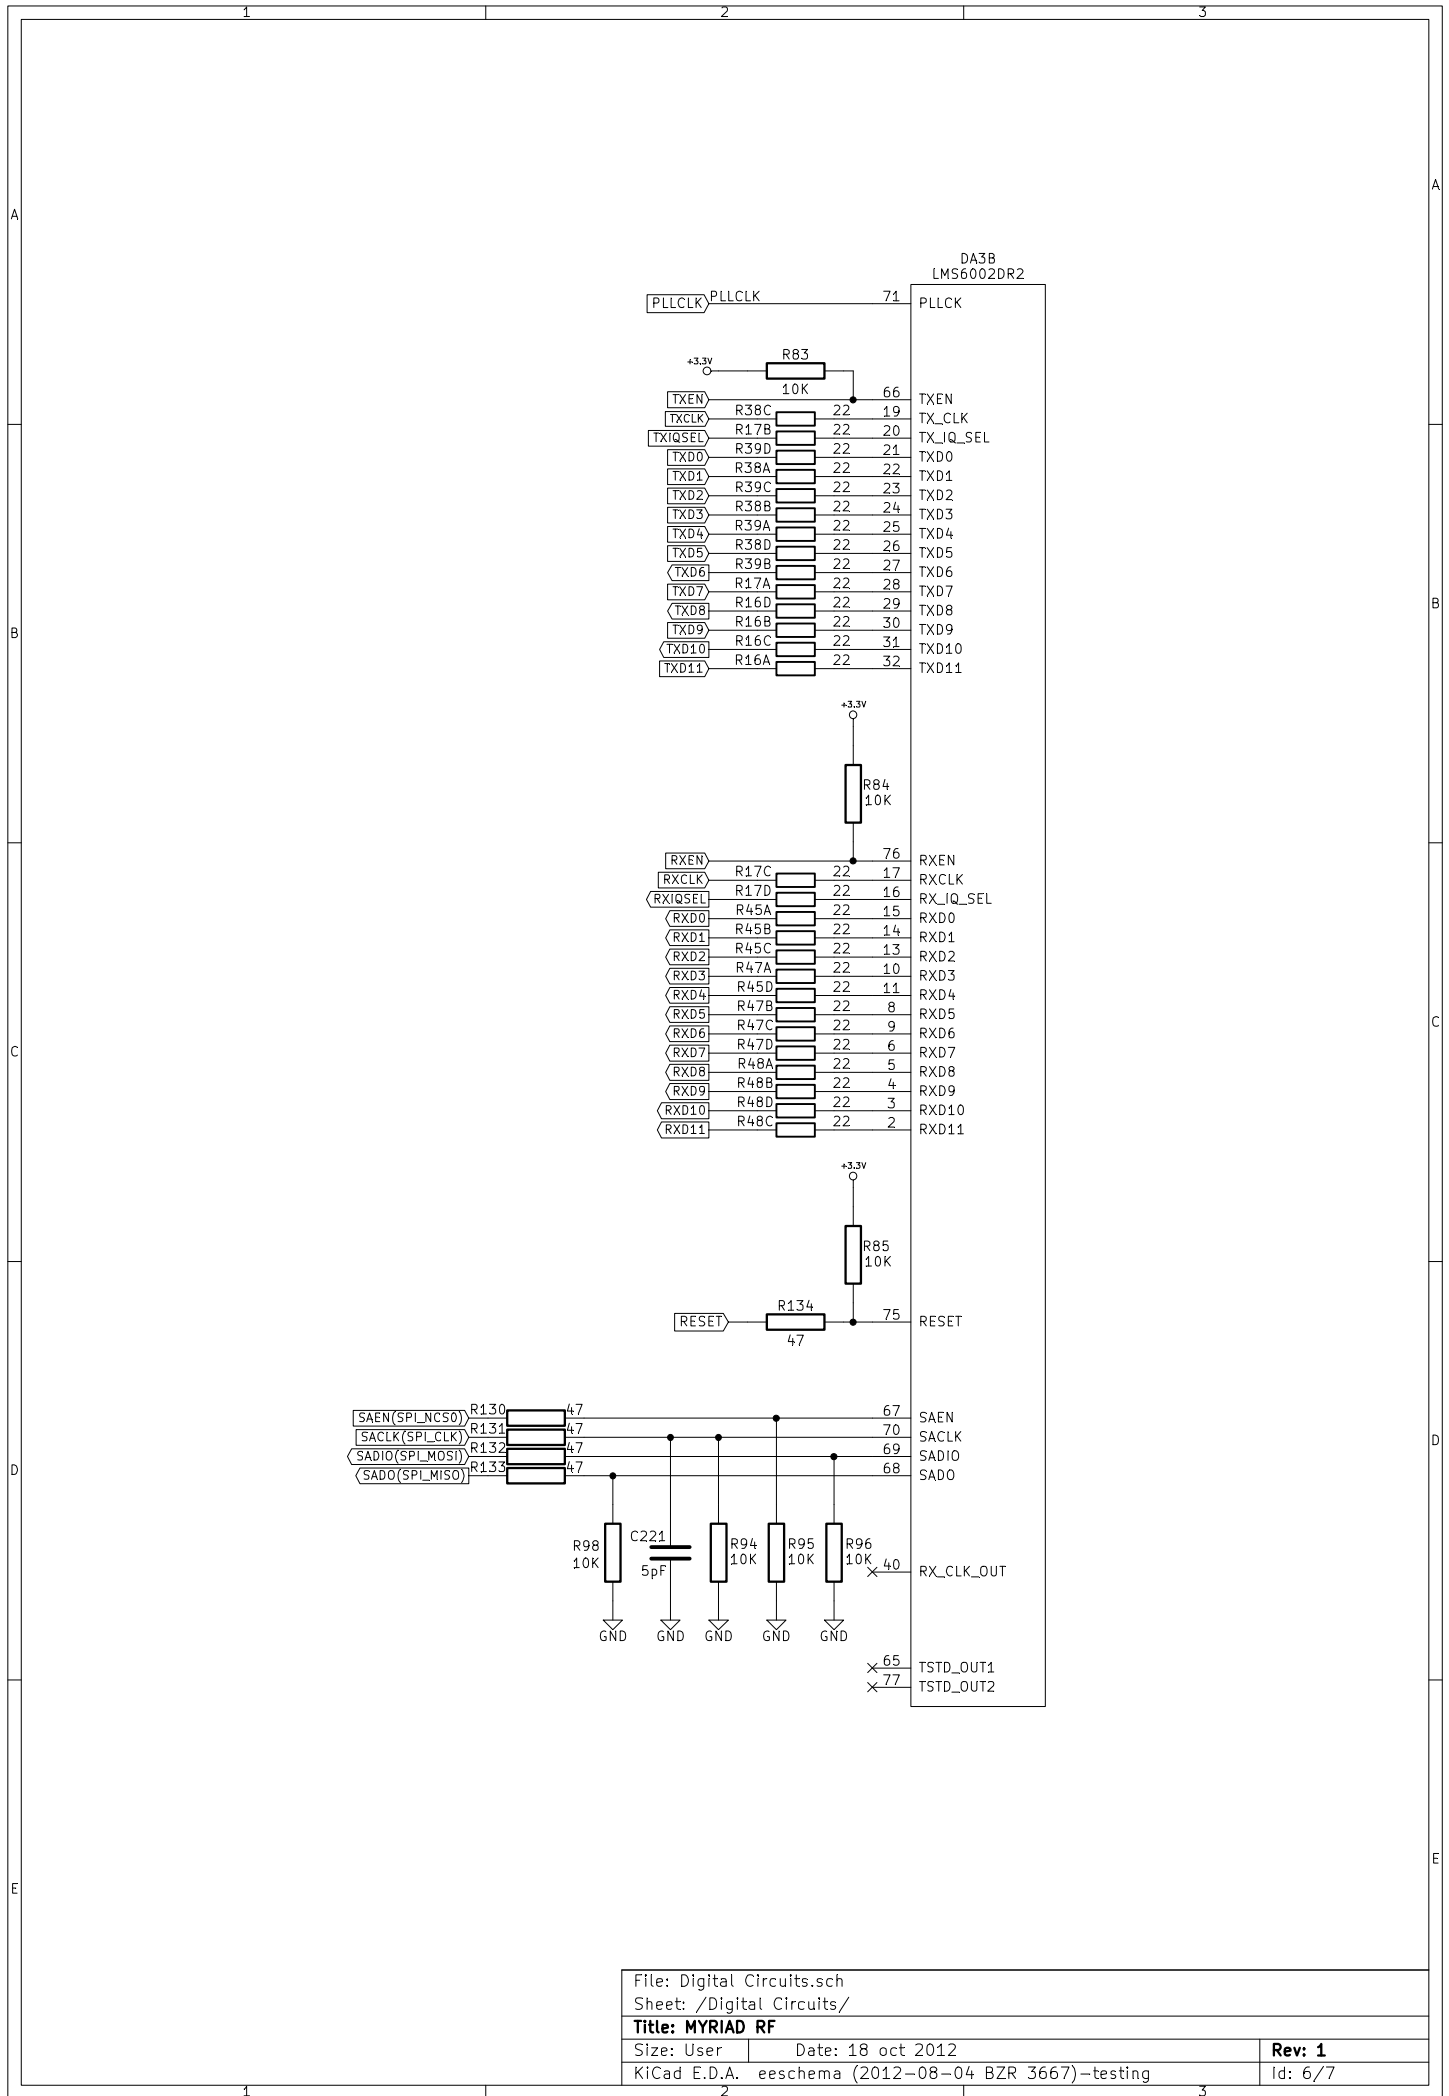 1 2 3
A A
DA3B
LMS6002DR2
PLLCLK PLLCLK 71 PLLCK
+3.3V R83
10K
TXEN 66 TXEN
TXCLK R38C 22 19 TX_CLK
TXIQSEL R17B 22 20 TX_IQ_SEL
TXD0 R39D 22 21 TXD0
TXD1 R38A 22 22 TXD1
TXD2 R39C 22 23 TXD2
TXD3 R38B 22 24 TXD3
TXD4 R39A 22 25 TXD4
TXD5 R38D 22 26 TXD5
TXD6 R39B 22 27 TXD6
TXD7 R17A 22 28 TXD7
TXD8 R16D 22 29 TXD8
B TXD9 R16B 22 30 TXD9 B
TXD10 R16C 22 31 TXD10
TXD11 R16A 22 32 TXD11
+3.3V
R84
10K
RXEN 76 RXEN
RXCLK R17C 22 17 RXCLK
RXIQSEL R17D 22 16 RX_IQ_SEL
RXD0 R45A 22 15 RXD0
RXD1 R45B 22 14 RXD1
RXD2 R45C 22 13 RXD2
RXD3 R47A 22 10 RXD3
RXD4 R45D 22 11 RXD4
RXD5 R47B 22 8 RXD5
RXD6 R47C 22 9 RXD6
C RXD7 R47D 22 6 RXD7 C
RXD8 R48A 22 5 RXD8
RXD9 R48B 22 4 RXD9
RXD10 R48D 22 3 RXD10
RXD11 R48C 22 2 RXD11
+3.3V
R85
10K
RESET R134 75 RESET
47
SAEN(SPI_NCS0) R130 47 67 SAEN
SACLK(SPI_CLK) R131 47 70 SACLK
SADIO(SPI_MOSI) R132 47 69 SADIO
SADO(SPI_MISO) R133 47 68 SADO
D D
R98 C221 R94 R95 R96
10K 5pF 10K 10K 10K
40 RX_CLK_OUT
GND GND GND GND GND
65 TSTD_OUT1
77 TSTD_OUT2
E E
File: Digital Circuits.sch
Sheet: /Digital Circuits/
Title: MYRIAD RF
Size: User Date: 18 oct 2012 Rev: 1
KiCad E.D.A. eeschema (2012-08-04 BZR 3667)-testing Id: 6/7
1 2 3